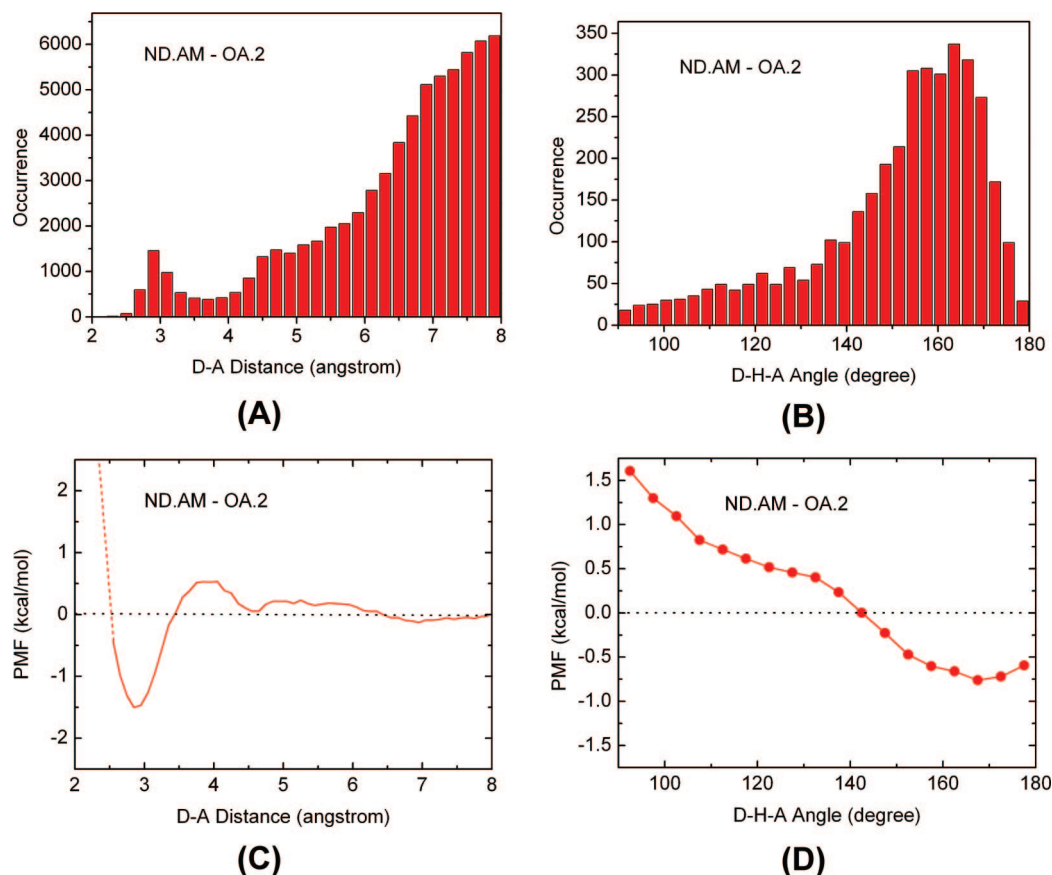 ND.AM - OA.2
6000
5000
4000
3000
2000
1000
0
Occurrence
2 3 4 5 6 7 8
D-A Distance (angstrom)
(A)
ND.AM - OA.2
350
300
250
200
150
100
50
0
Occurrence
100 120 140 160 180
D-H-A Angle (degree)
(B)
ND.AM - OA.2
2
1
0
-1
-2
PMF (kcal/mol)
2 3 4 5 6 7 8
D-A Distance (angstrom)
(C)
ND.AM - OA.2
1.5
1.0
0.5
0.0
-0.5
-1.0
-1.5
PMF (kcal/mol)
100 120 140 160 180
D-H-A Angle (degree)
(D)